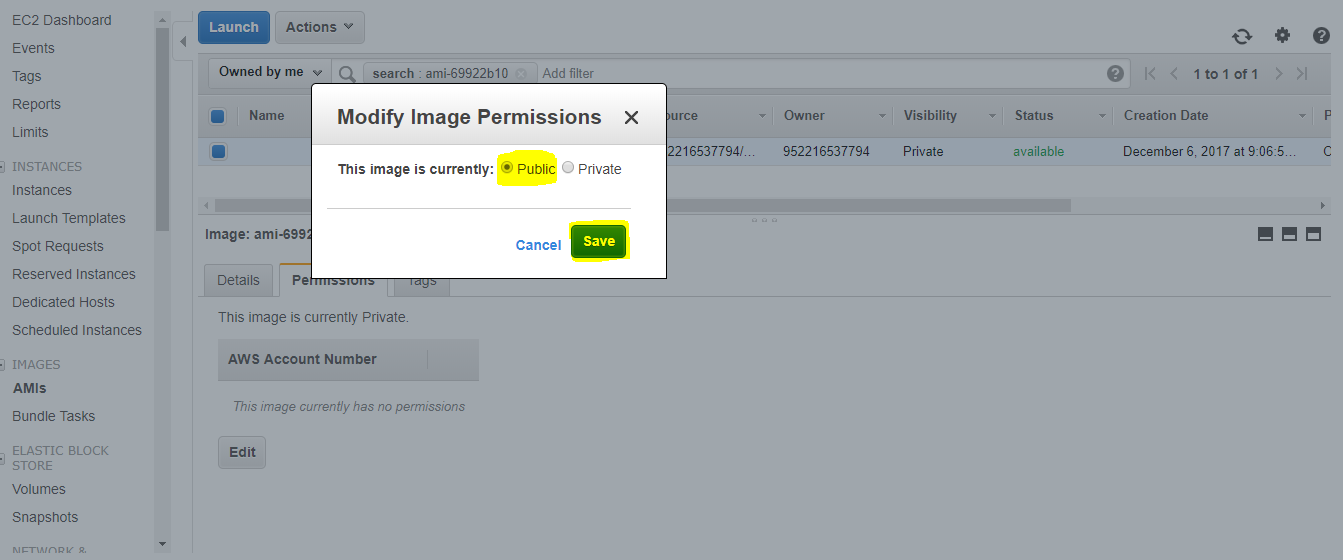 EC2 Dashboard
Events
Tags
Reports
Limits
INSTANCES
Instances
Launch Templates
Spot Requests
Reserved Instances
Dedicated Hosts
Scheduled Instances
IMAGES
AMIs
Bundle Tasks
ELASTIC BLOCK
STORE
Volumes
Snapshots
NETWORK &
Launch Actions
Owned by me search : ami-69922b10 Add filter 1 to 1 of 1
Name ource Owner Visibility Status Creation Date P
2216537794/... 952216537794 Private available December 6, 2017 at 9:06:5...
Modify Image Permissions
This image is currently: Public Private
Cancel Save
Image: ami-6992
Details Permissions Tags
This image is currently Private.
AWS Account Number
This image currently has no permissions
Edit